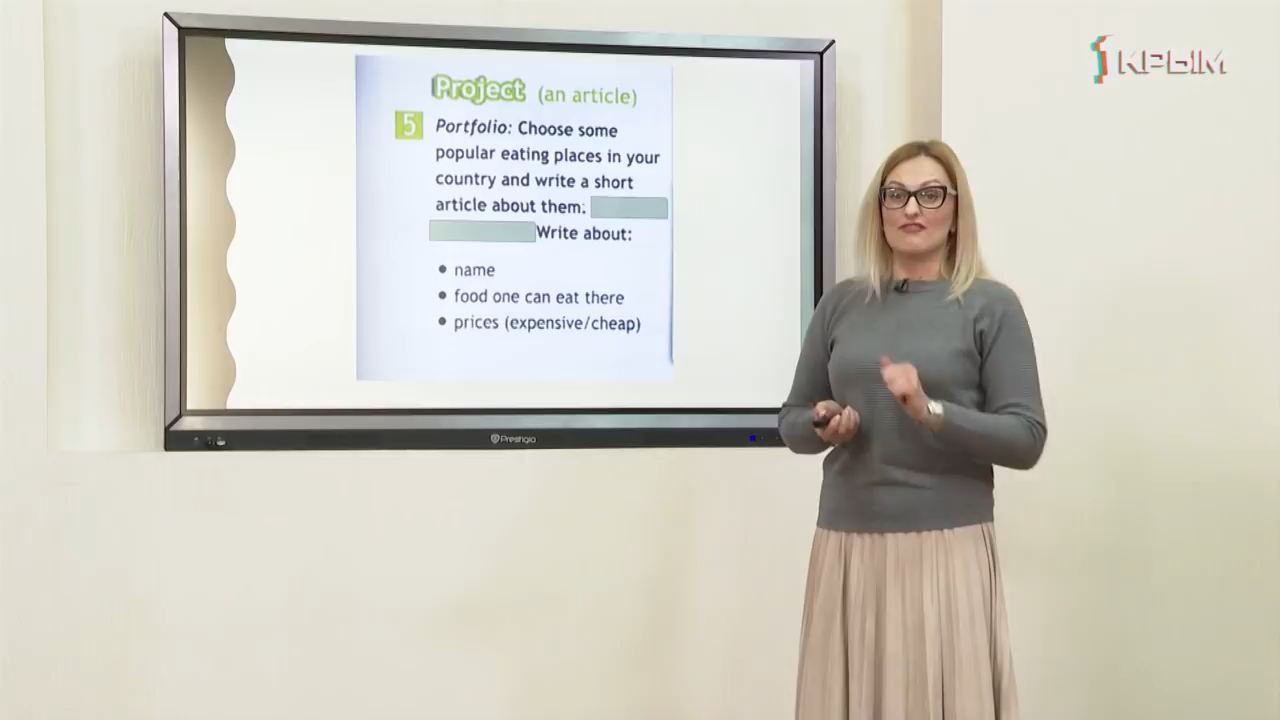 Project (an article)
5 Portfolio: Choose some
popular eating places in your
country and write a short
article about them.
Write about:
• name
• food one can eat there
• prices (expensive/cheap)
Prestigio
1 КРЫМ